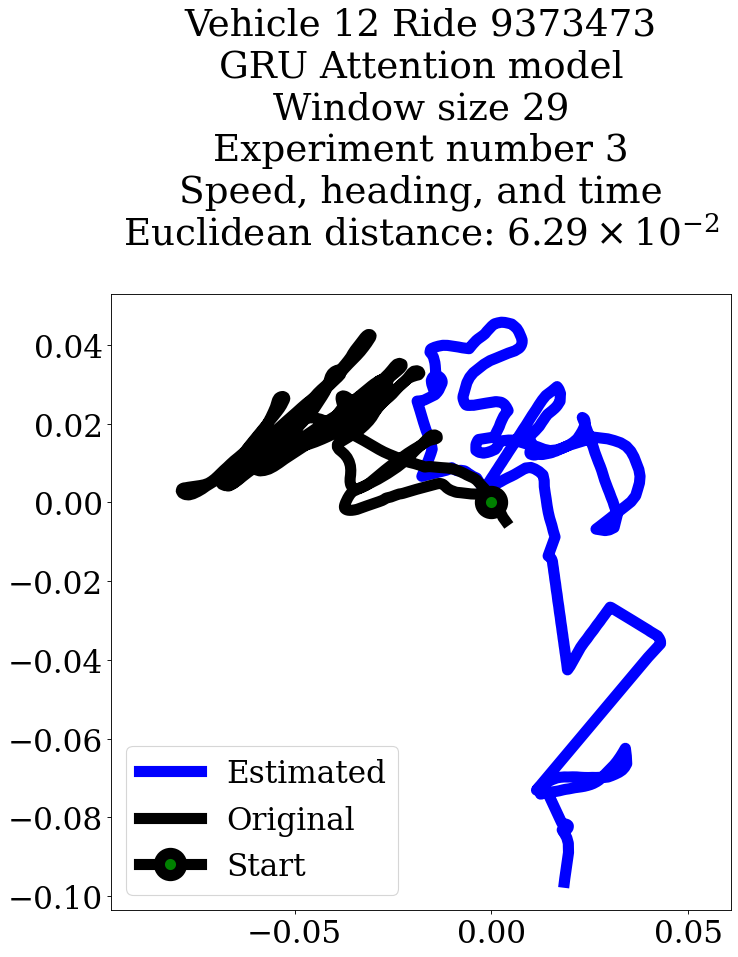 Vehicle 12 Ride 9373473
GRU Attention model
Window size 29
Experiment number 3
Speed, heading, and time
Euclidean distance: 6.29 × 10⁻²
0.04
0.02
0.00
−0.02
−0.04
−0.06
−0.08
−0.10
Estimated
Original
Start
−0.05
0.00
0.05